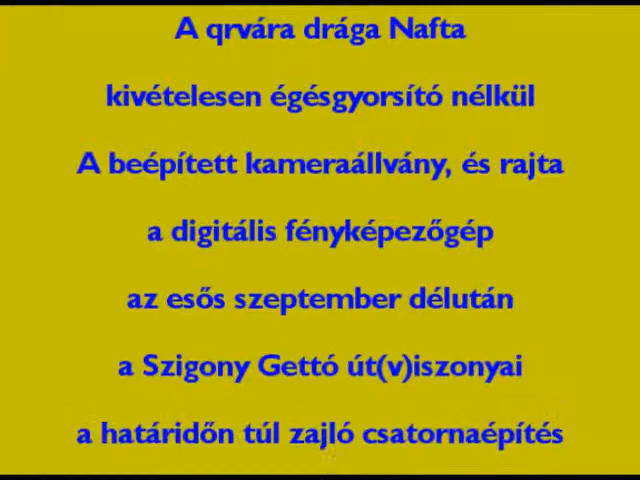 A qrvára drága Nafta
kivételesen égésgyorsító nélkül
A beépített kameraállvány, és rajta
a digitális fényképezőgép
az esős szeptember délután
a Szigony Gettó út(v)iszonyai
a határidőn túl zajló csatornaépítés